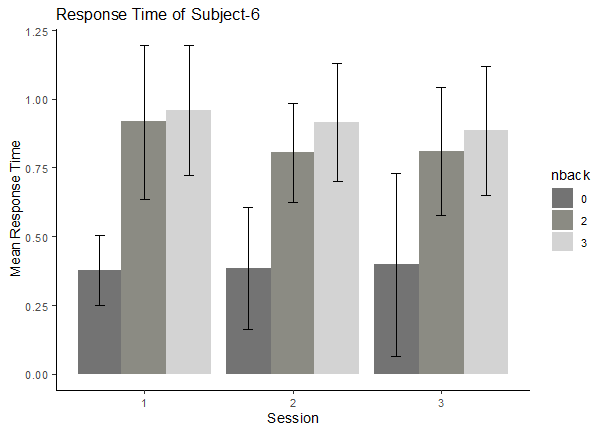 Response Time of Subject-6
1.25
1.00
0.75
0.50
0.25
0.00
Mean Response Time
1 2 3
Session
nback
0
2
3